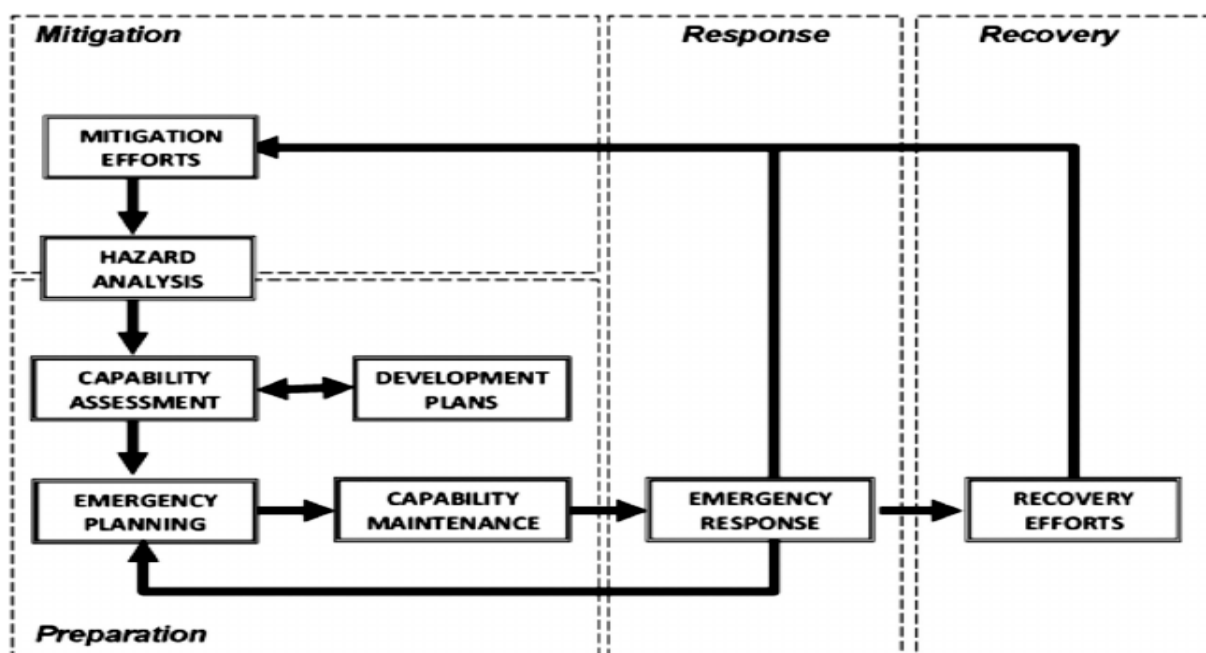 Mitigation
Response
Recovery
MITIGATION
EFFORTS
HAZARD
ANALYSIS
CAPABILITY
ASSESSMENT
DEVELOPMENT
PLANS
EMERGENCY
PLANNING
CAPABILITY
MAINTENANCE
EMERGENCY
RESPONSE
RECOVERY
EFFORTS
Preparation